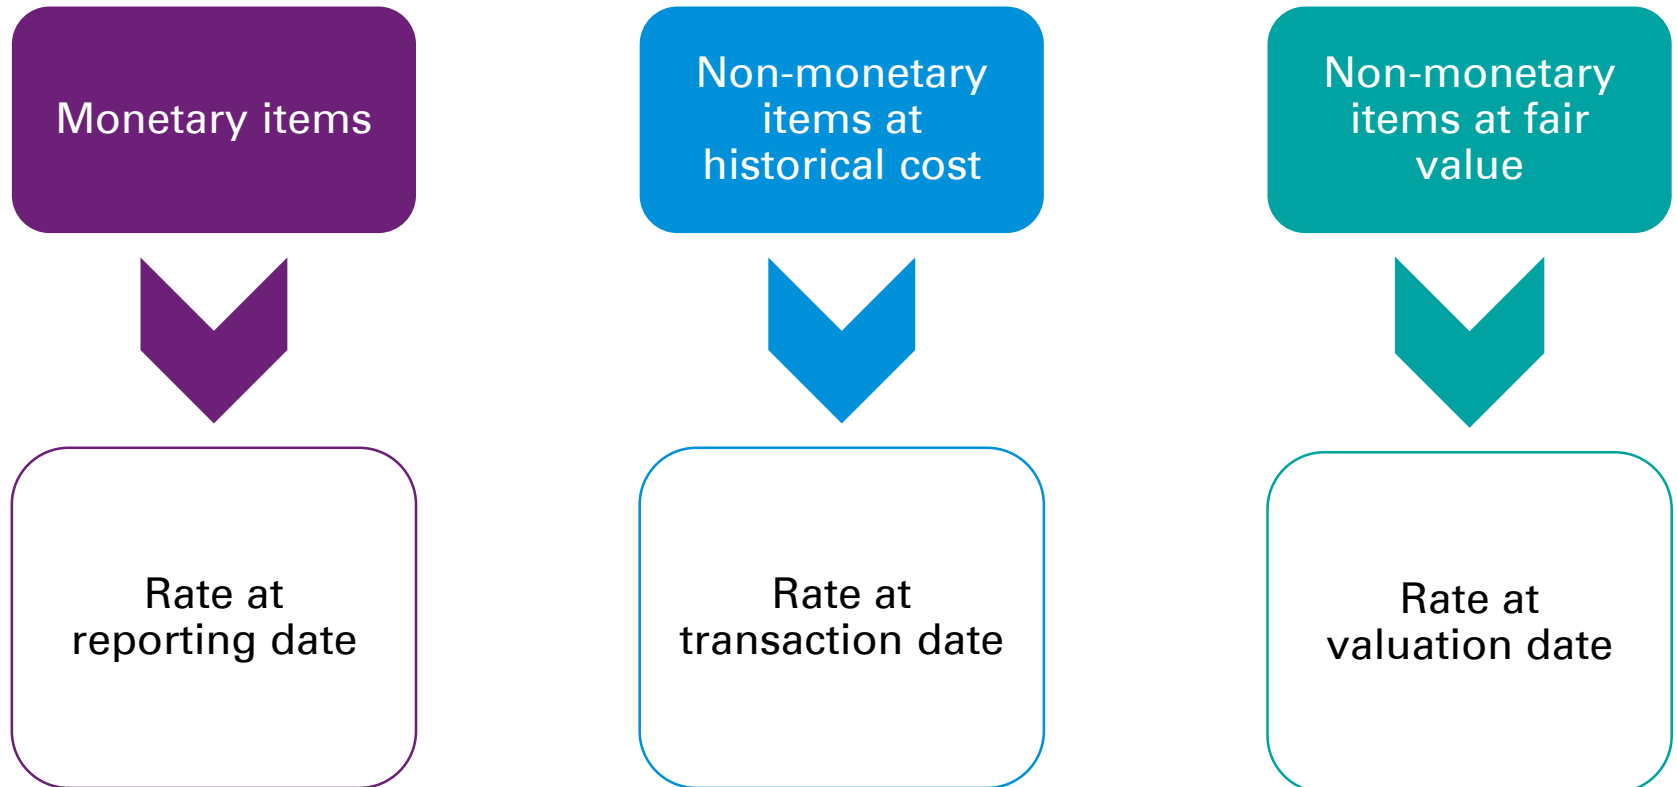 Monetary items
Non-monetary
items at
historical cost
Non-monetary
items at fair
value
Rate at
reporting date
Rate at
transaction date
Rate at
valuation date